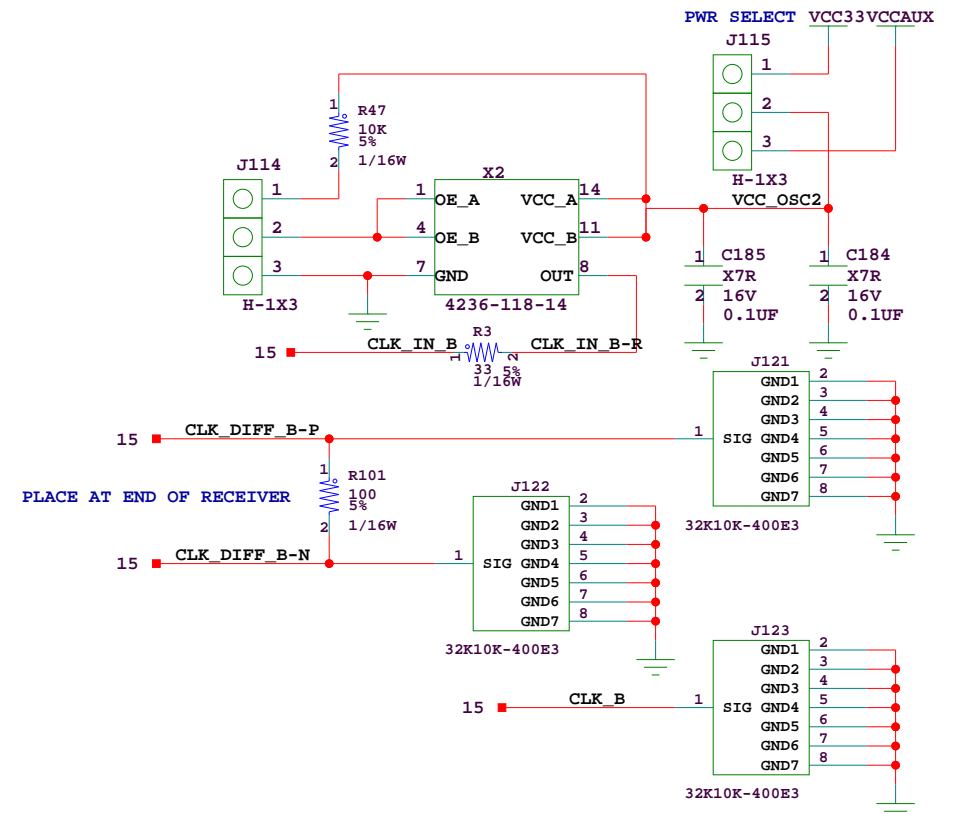 PWR SELECT VCC33 VCCAUX
J115
1
2
3
H-1X3
VCC_OSC2
1
R47
10K
5%
1/16W
2
J114
1
2
3
H-1X3
X2
1 OE_A VCC_A 14
4 OE_B VCC_B 11
7 GND OUT 8
4236-118-14
1 C185
X7R
2 16V
0.1UF
1 C184
X7R
2 16V
0.1UF
15 CLK_IN_B
R3
1 2
33 5%
1/16W
CLK_IN_B-R
J121
GND1 2
GND2 3
GND3 4
1 SIG GND4 5
GND5 6
GND6 7
GND7 8
32K10K-400E3
15 CLK_DIFF_B-P
1
R101
100
5%
2 1/16W
PLACE AT END OF RECEIVER
15 CLK_DIFF_B-N
J122
GND1 2
GND2 3
GND3 4
1 SIG GND4 5
GND5 6
GND6 7
GND7 8
32K10K-400E3
J123
GND1 2
GND2 3
GND3 4
15 CLK_B 1 SIG GND4 5
GND5 6
GND6 7
GND7 8
32K10K-400E3